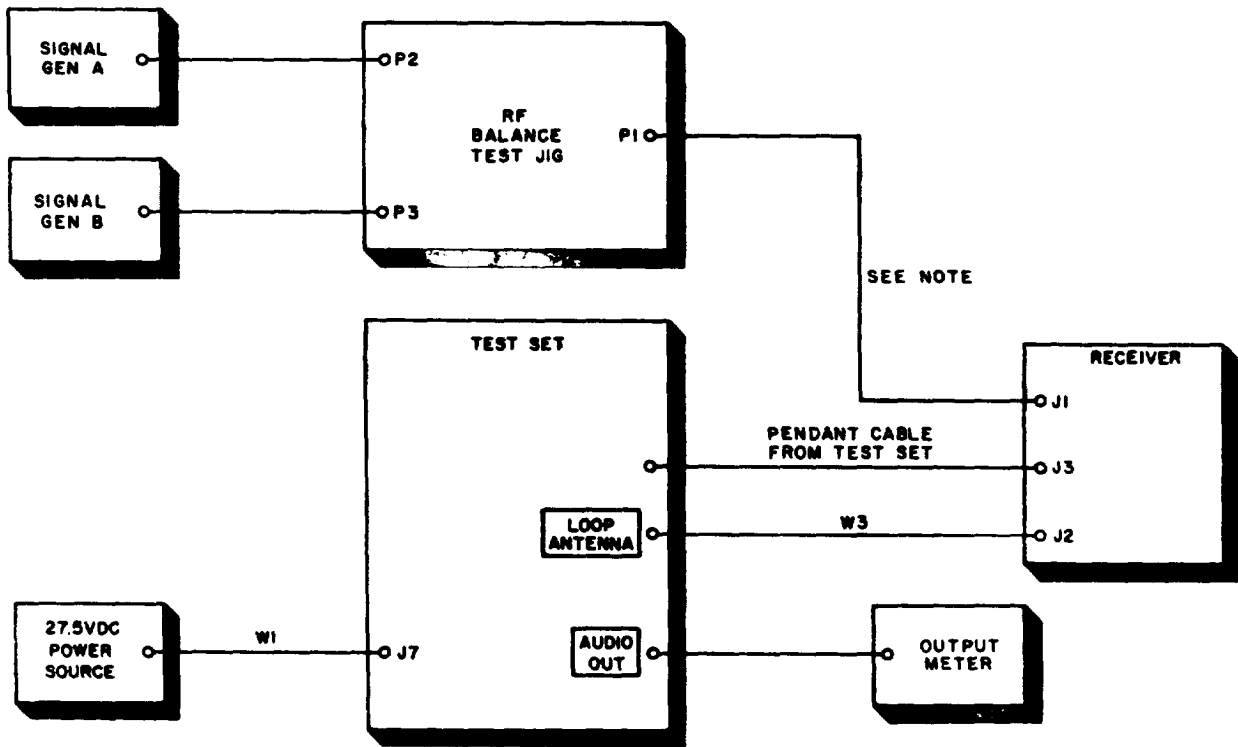 SIGNAL
GEN A
P2
RF
BALANCE
TEST JIG
P1
SIGNAL
GEN B
P3
SEE NOTE
TEST SET
RECEIVER
J1
PENDANT CABLE
FROM TEST SET
J3
LOOP
ANTENNA
W3
J2
27.5VDC
POWER
SOURCE
W1
J7
AUDIO
OUT
OUTPUT
METER